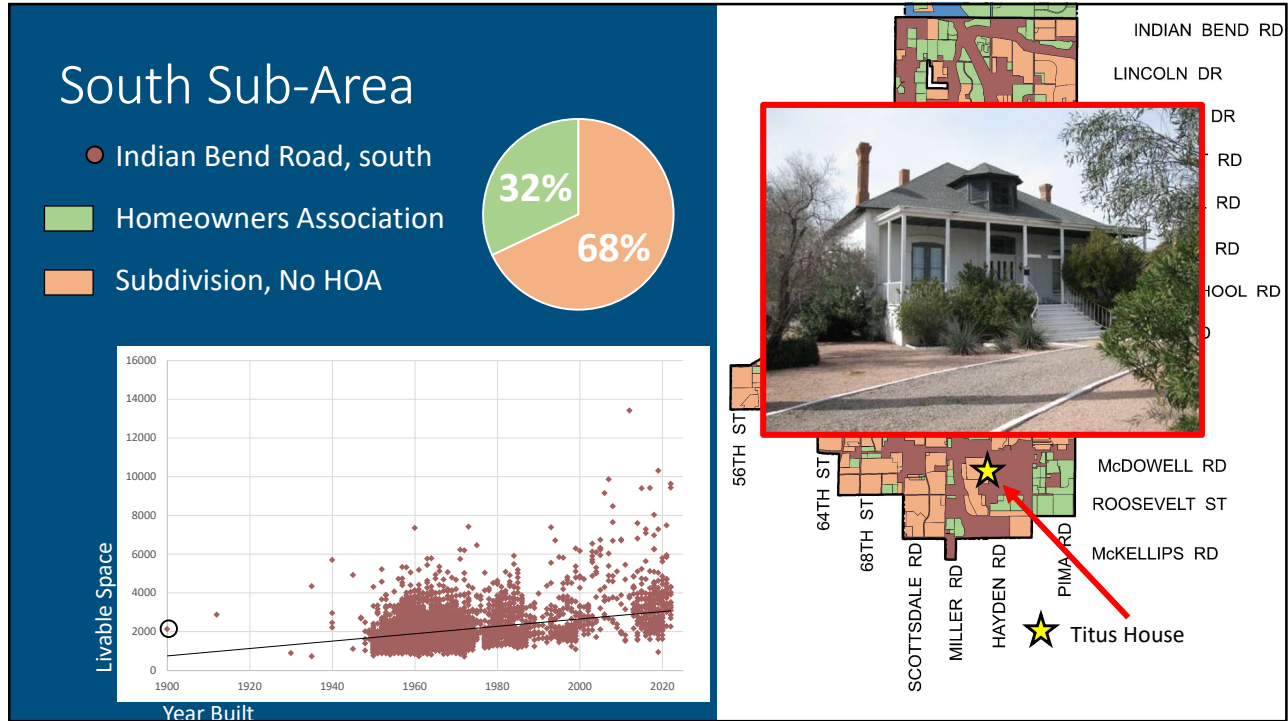 South Sub-Area
Indian Bend Road, south
Homeowners Association
Subdivision, No HOA
32%
68%
16000
14000
12000
10000
8000
6000
4000
2000
0
1900
1920
1940
1960
1980
2000
2020
Livable Space
Year Built
INDIAN BEND RD
LINCOLN DR
DR
RD
RD
RD
HOOL RD
McDOWELL RD
ROOSEVELT ST
McKELLIPS RD
56TH ST
64TH ST
68TH ST
SCOTTSDALE RD
MILLER RD
HAYDEN RD
PIMA RD
Titus House